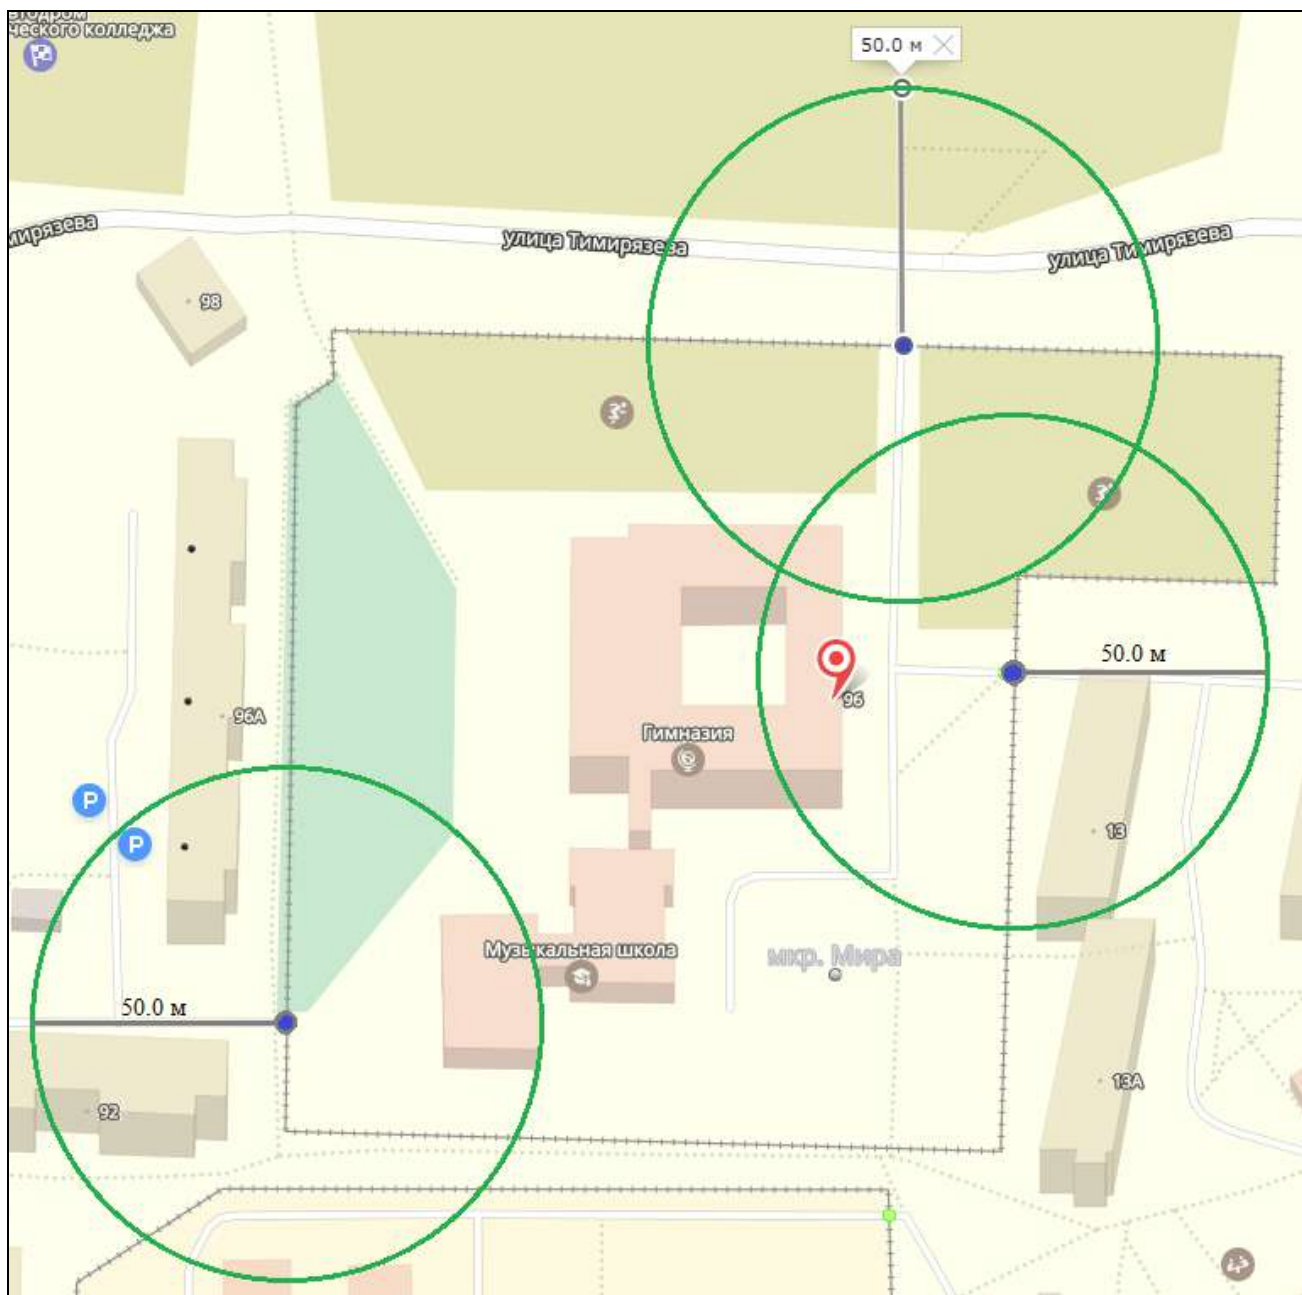 ческого колледжа
50.0 м
мирязева
улица Тимирязева
улица Тимирязева
98
50.0 м
96
96А
Гимназия
P
13
P
Музыкальная школа
мкр. Мира
50.0 м
13А
92